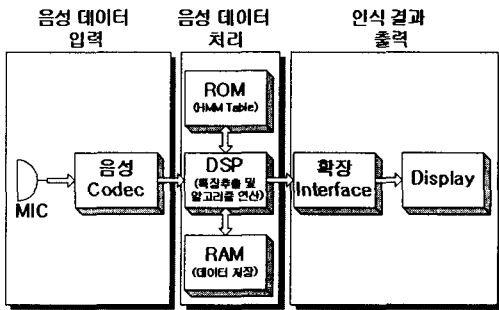 음성 데이터
입력
음성 데이터
처리
인식 결과
출력
MIC
음성
Codec
ROM
(HMM Table)
DSP
(특징추출 및
알고리즘 연산)
RAM
(데이터 저장)
확장
Interface
Display